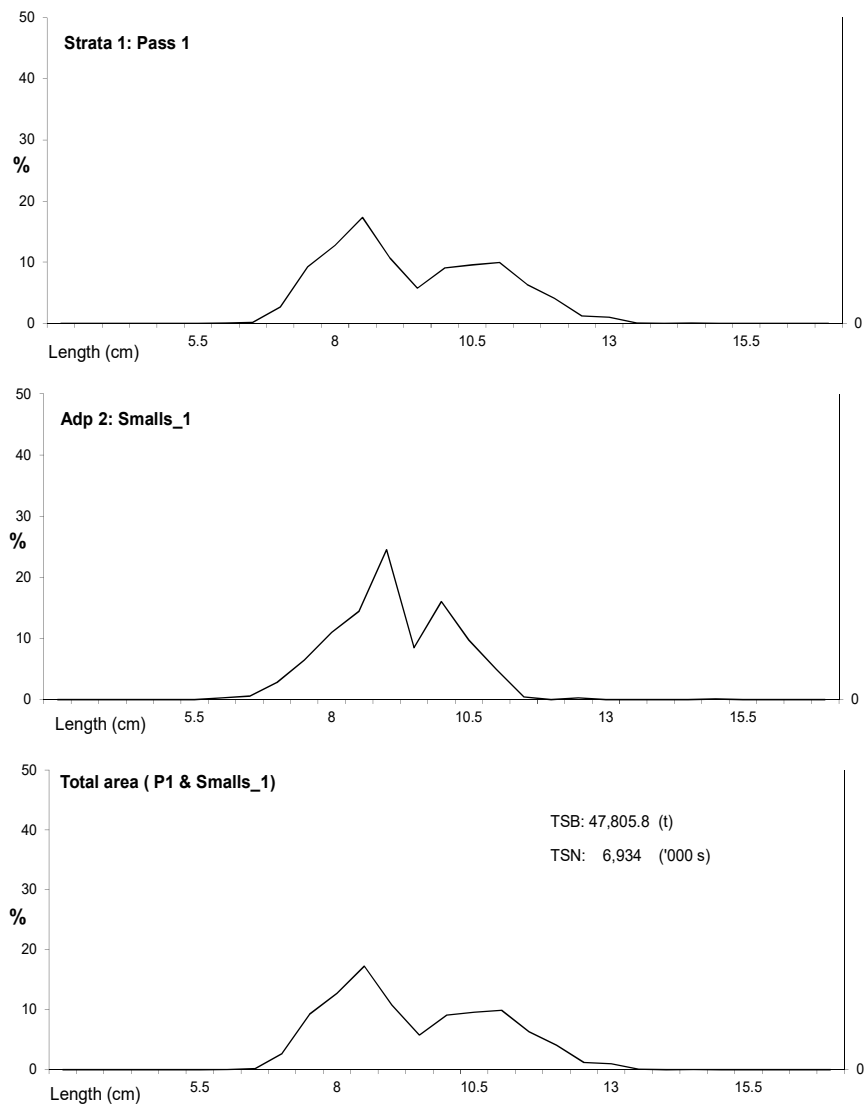 50
Strata 1: Pass 1
40
30
%
20
10
0 0
5.5 8 10.5 13 15.5
Length (cm)
50
Adp 2: Smalls_1
40
30
%
20
10
0 0
5.5 8 10.5 13 15.5
Length (cm)
50
Total area ( P1 & Smalls_1)
40
TSB: 47,805.8 (t)
TSN: 6,934 ('000 s)
30
%
20
10
0 0
5.5 8 10.5 13 15.5
Length (cm)